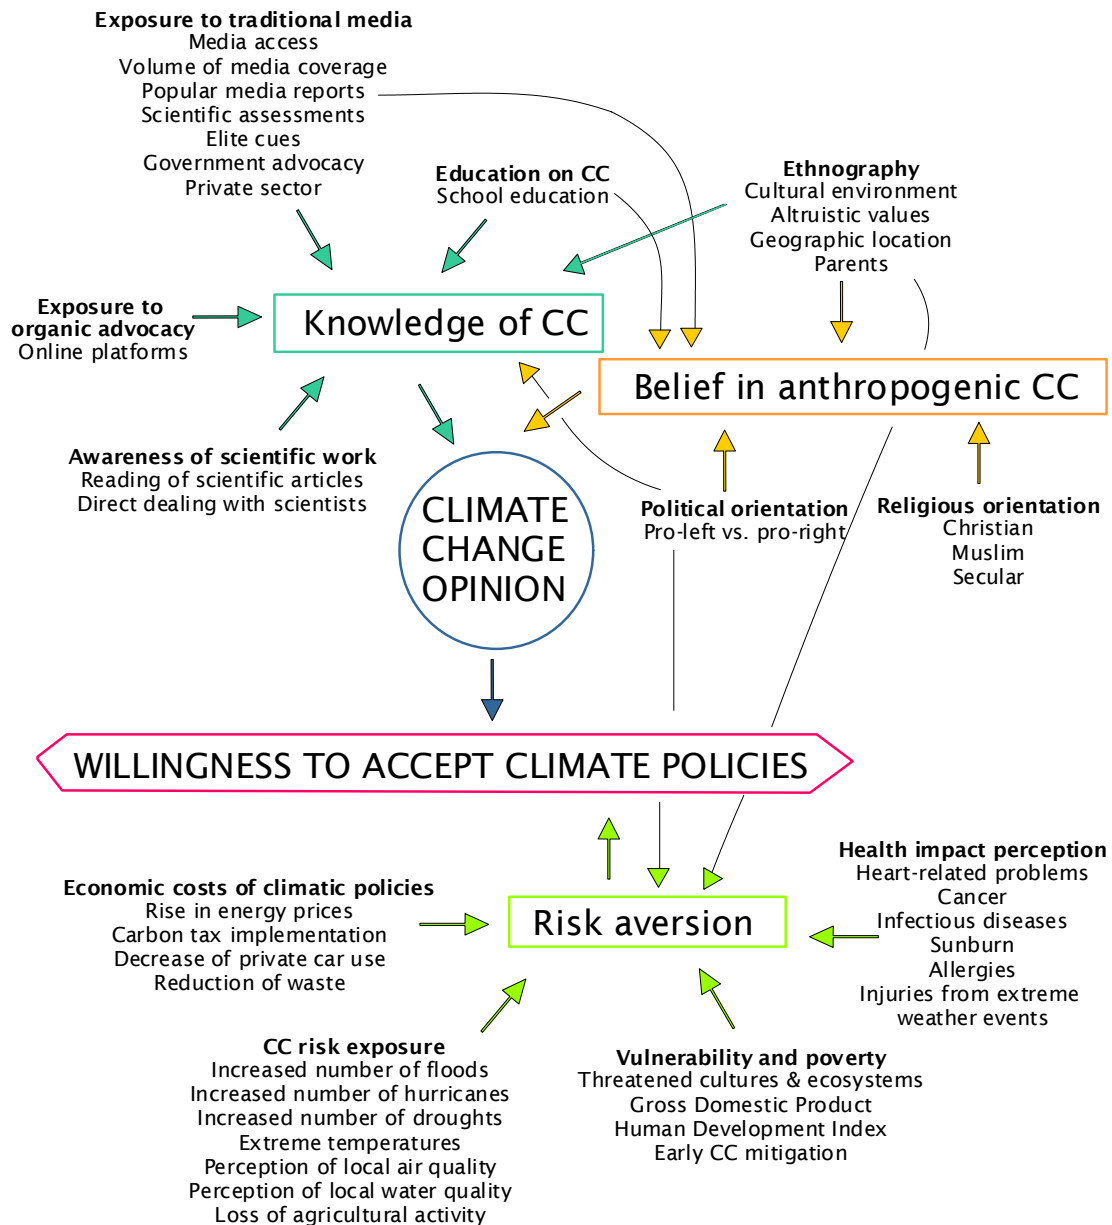 Exposure to traditional media
Media access
Volume of media coverage
Popular media reports
Scientific assessments
Elite cues
Government advocacy
Private sector
Education on CC
School education
Ethnography
Cultural environment
Altruistic values
Geographic location
Parents
Exposure to
organic advocacy
Online platforms
Knowledge of CC
Belief in anthropogenic CC
Awareness of scientific work
Reading of scientific articles
Direct dealing with scientists
CLIMATE
CHANGE
OPINION
Political orientation
Pro-left vs. pro-right
Religious orientation
Christian
Muslim
Secular
WILLINGNESS TO ACCEPT CLIMATE POLICIES
Economic costs of climatic policies
Rise in energy prices
Carbon tax implementation
Decrease of private car use
Reduction of waste
Risk aversion
Health impact perception
Heart-related problems
Cancer
Infectious diseases
Sunburn
Allergies
Injuries from extreme
weather events
CC risk exposure
Increased number of floods
Increased number of hurricanes
Increased number of droughts
Extreme temperatures
Perception of local air quality
Perception of local water quality
Loss of agricultural activity
Vulnerability and poverty
Threatened cultures & ecosystems
Gross Domestic Product
Human Development Index
Early CC mitigation